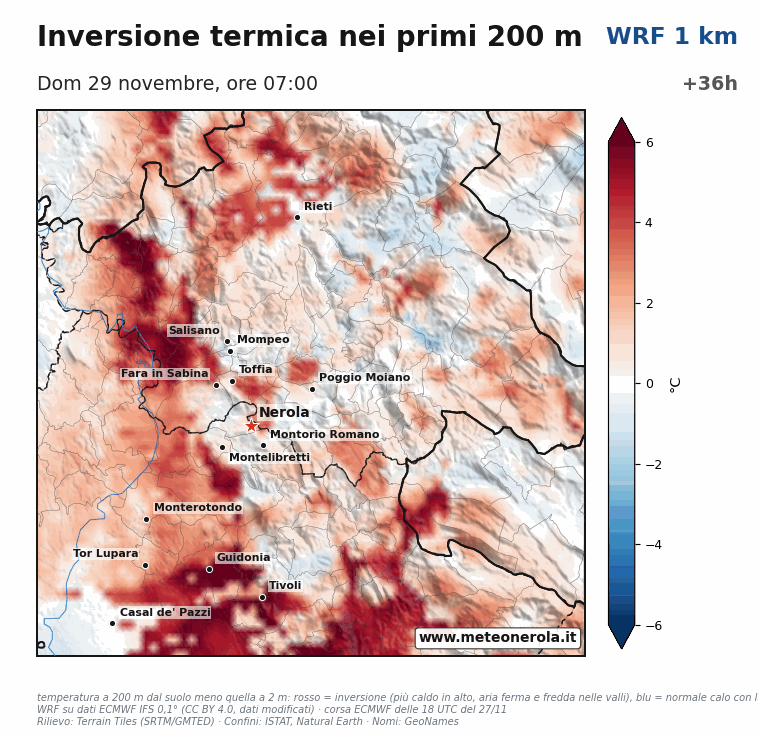 Inversione termica nei primi 200 m
WRF 1 km
Dom 29 novembre, ore 07:00
+36h
Rieti
Salisano
Mompeo
Fara in Sabina
Toffia
Poggio Moiano
Nerola
Montorio Romano
Montelibretti
Monterotondo
Tor Lupara
Guidonia
Tivoli
Casal de' Pazzi
www.meteonerola.it
6
4
2
0
−2
−4
−6
°C
temperatura a 200 m dal suolo meno quella a 2 m: rosso = inversione (più caldo in alto, aria ferma e fredda nelle valli), blu = normale calo con l
WRF su dati ECMWF IFS 0,1° (CC BY 4.0, dati modificati) · corsa ECMWF delle 18 UTC del 27/11
Rilievo: Terrain Tiles (SRTM/GMTED) · Confini: ISTAT, Natural Earth · Nomi: GeoNames